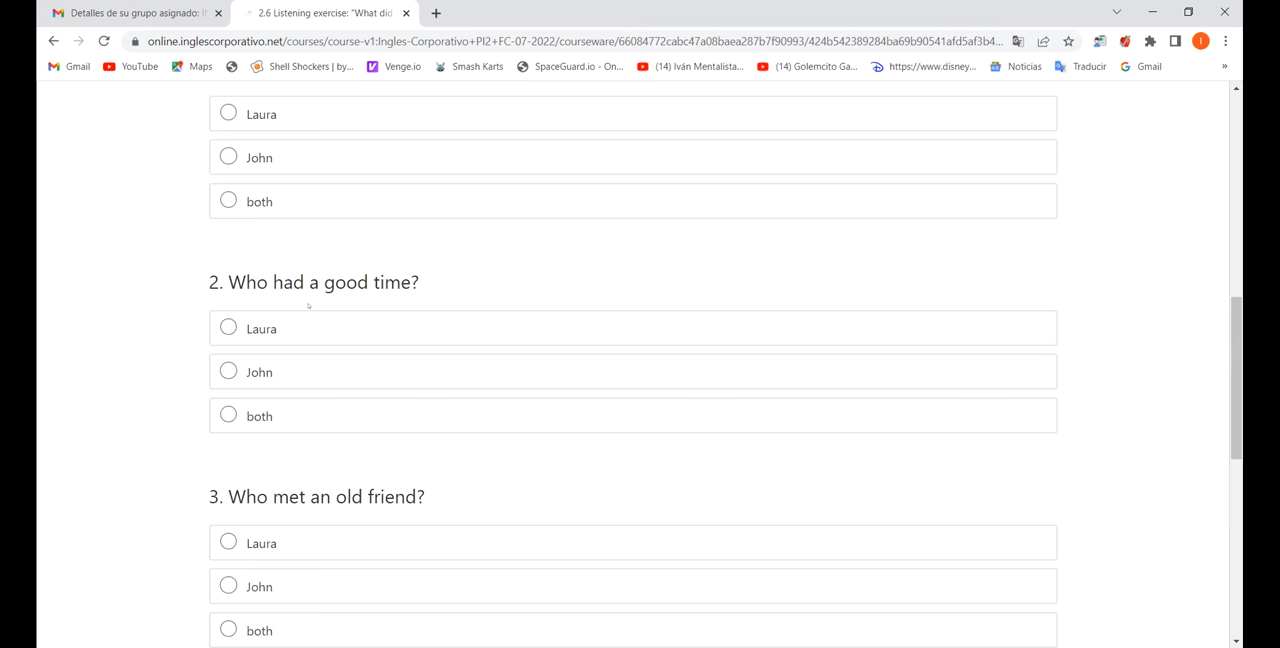 Detalles de su grupo asignado: II
2.6 Listening exercise: "What did
online.inglescorporativo.net/courses/course-v1:Ingles-Corporativo+PI2+FC-07-2022/courseware/66084772cabc47a08baea287b7f90993/424b542389284ba69b90541afd5af3b4...
Gmail
YouTube
Maps
Shell Shockers | by...
Venge.io
Smash Karts
SpaceGuard.io - On...
(14) Iván Mentalista...
(14) Golemcito Ga...
https://www.disney...
Noticias
Traducir
Gmail
»
Laura
John
both
2. Who had a good time?
Laura
John
both
3. Who met an old friend?
Laura
John
both